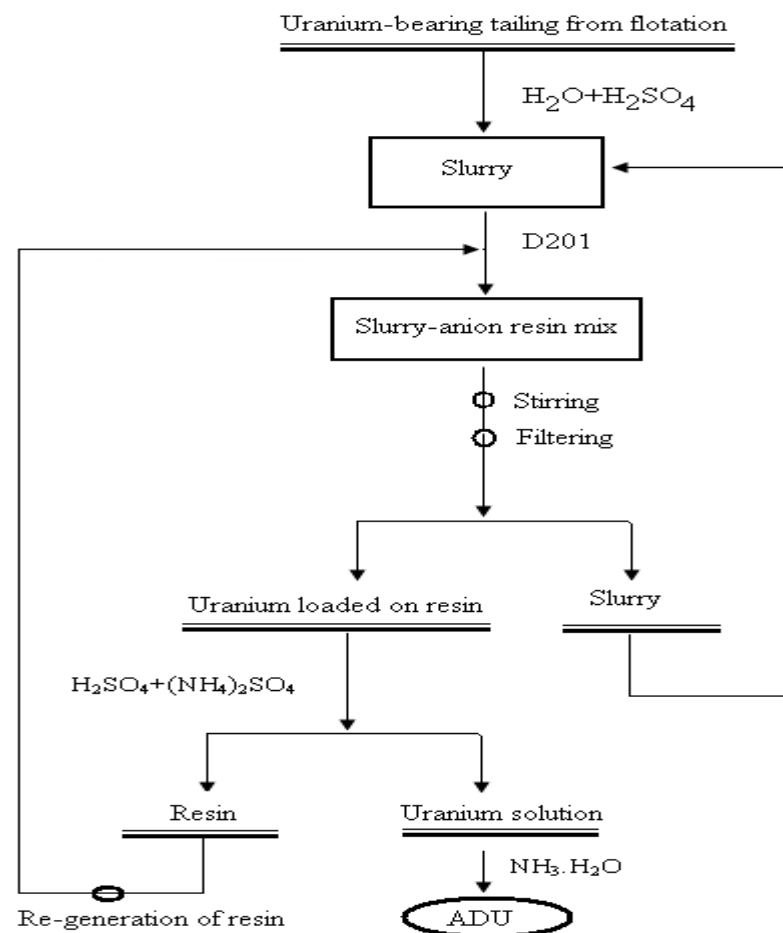 Uranium-bearing tailing from flotation
H₂O+H₂SO₄
Slurry
D201
Slurry-anion resin mix
Stirring
Filtering
Uranium loaded on resin
Slurry
H₂SO₄+(NH₄)₂SO₄
Resin
Uranium solution
NH₃.H₂O
Re-generation of resin
ADU